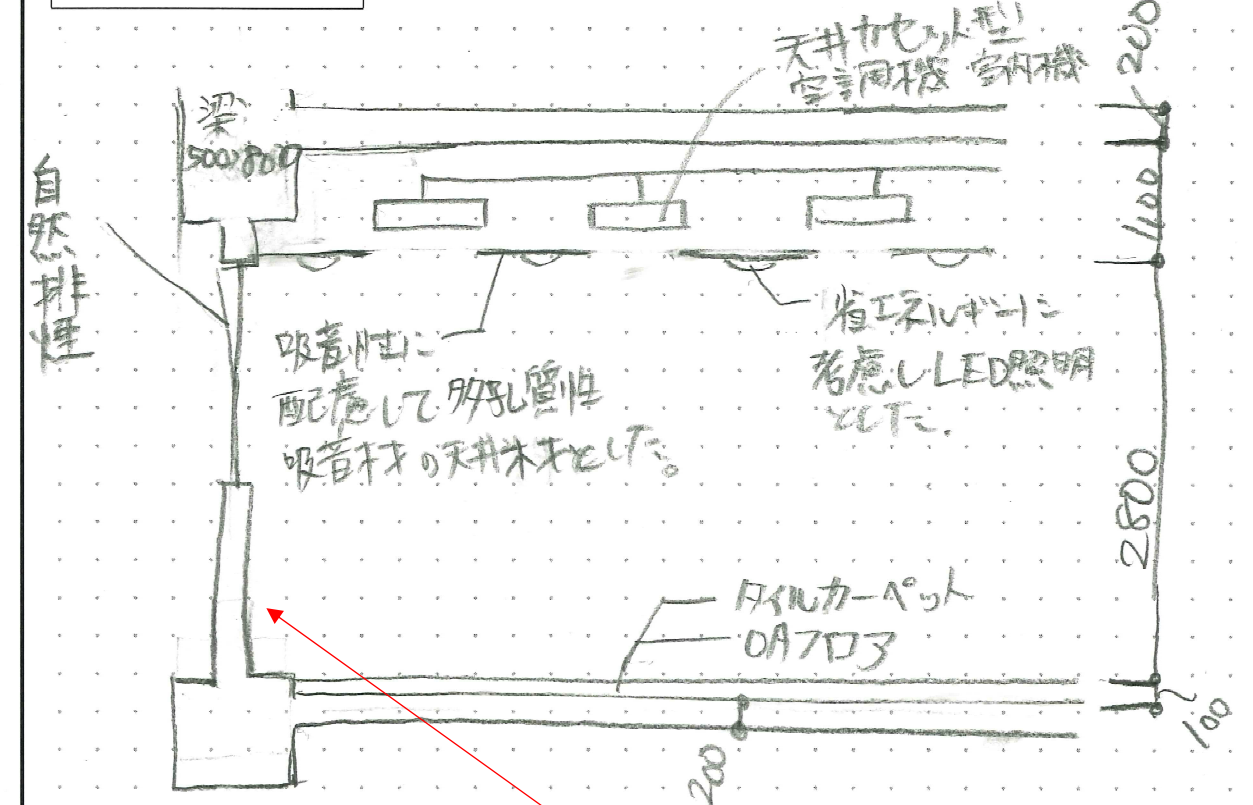 天井カセット型
空調機 室内機
200
梁
500×800
自然排煙
400
吸音性に
配慮して多孔質性
吸音材の天井材とした。
省エネルギーに
考慮しLED照明
とした.
2800
タイルカーペット
OAフロア
100
200